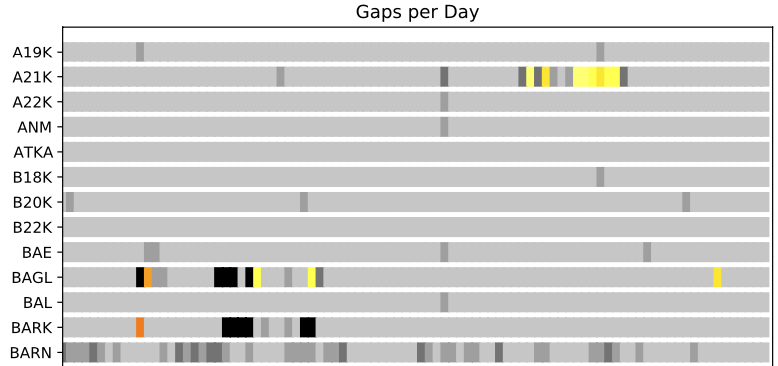 Gaps per Day
A19K
A21K
A22K
ANM
ATKA
B18K
B20K
B22K
BAE
BAGL
BAL
BARK
BARN